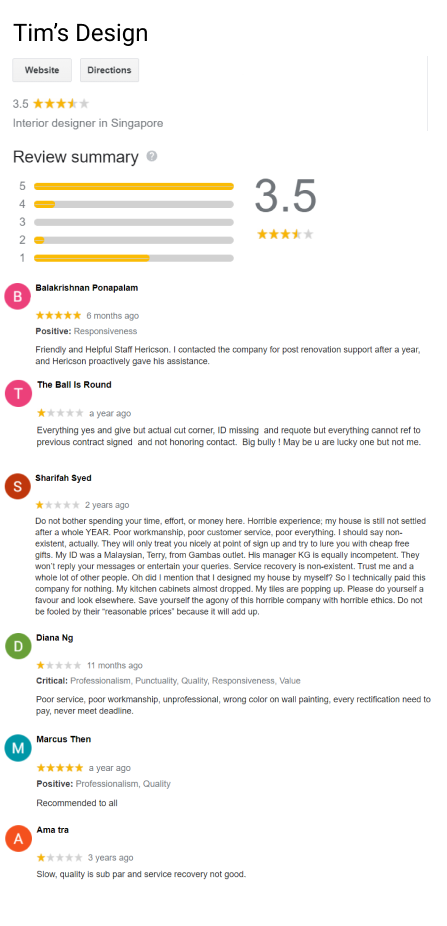 Tim's Design
Website Directions
3.5
Interior designer in Singapore
Review summary ?
5
4
3
2
1
3.5
B
Balakrishnan Ponapalam
6 months ago
Positive: Responsiveness
Friendly and Helpful Staff Hericson. I contacted the company for post renovation support after a year,
and Hericson proactively gave his assistance.
T
The Ball Is Round
a year ago
Everything yes and give but actual cut corner, ID missing and requote but everything cannot ref to
previous contract signed and not honoring contact. Big bully ! May be u are lucky one but not me.
S
Sharifah Syed
2 years ago
Do not bother spending your time, effort, or money here. Horrible experience; my house is still not settled
after a whole YEAR. Poor workmanship, poor customer service, poor everything. I should say non-
existent, actually. They will only treat you nicely at point of sign up and try to lure you with cheap free
gifts. My ID was a Malaysian, Terry, from Gambas outlet. His manager KG is equally incompetent. They
won't reply your messages or entertain your queries. Service recovery is non-existent. Trust me and a
whole lot of other people. Oh did I mention that I designed my house by myself? So I technically paid this
company for nothing. My kitchen cabinets almost dropped. My tiles are popping up. Please do yourself a
favour and look elsewhere. Save yourself the agony of this horrible company with horrible ethics. Do not
be fooled by their “reasonable prices” because it will add up.
D
Diana Ng
11 months ago
Critical: Professionalism, Punctuality, Quality, Responsiveness, Value
Poor service, poor workmanship, unprofessional, wrong color on wall painting, every rectification need to
pay, never meet deadline.
M
Marcus Then
a year ago
Positive: Professionalism, Quality
Recommended to all
A
Ama tra
3 years ago
Slow, quality is sub par and service recovery not good.